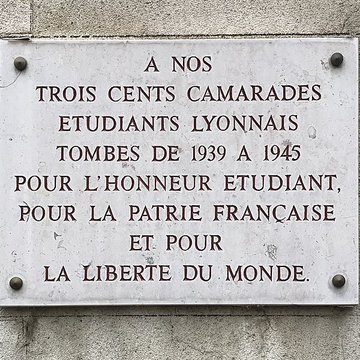 A NOS
TROIS CENTS CAMARADES
ETUDIANTS LYONNAIS
TOMBES DE 1939 A 1945
POUR L'HONNEUR ETUDIANT,
POUR LA PATRIE FRANÇAISE
ET POUR
LA LIBERTE DU MONDE.